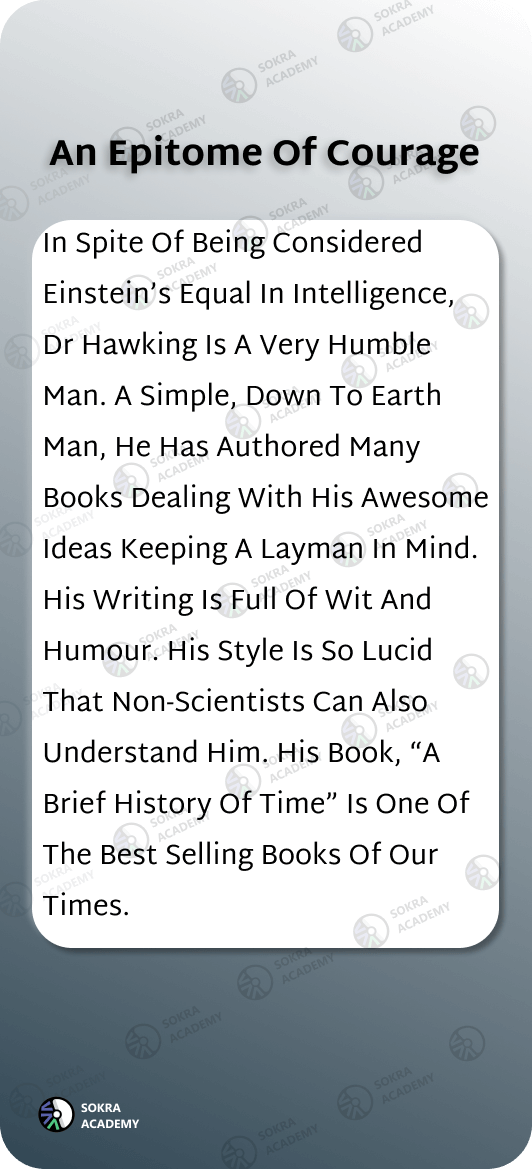 An Epitome Of Courage
In Spite Of Being Considered
Einstein’s Equal In Intelligence,
Dr Hawking Is A Very Humble
Man. A Simple, Down To Earth
Man, He Has Authored Many
Books Dealing With His Awesome
Ideas Keeping A Layman In Mind.
His Writing Is Full Of Wit And
Humour. His Style Is So Lucid
That Non-Scientists Can Also
Understand Him. His Book, “A
Brief History Of Time” Is One Of
The Best Selling Books Of Our
Times.
SOKRA
ACADEMY